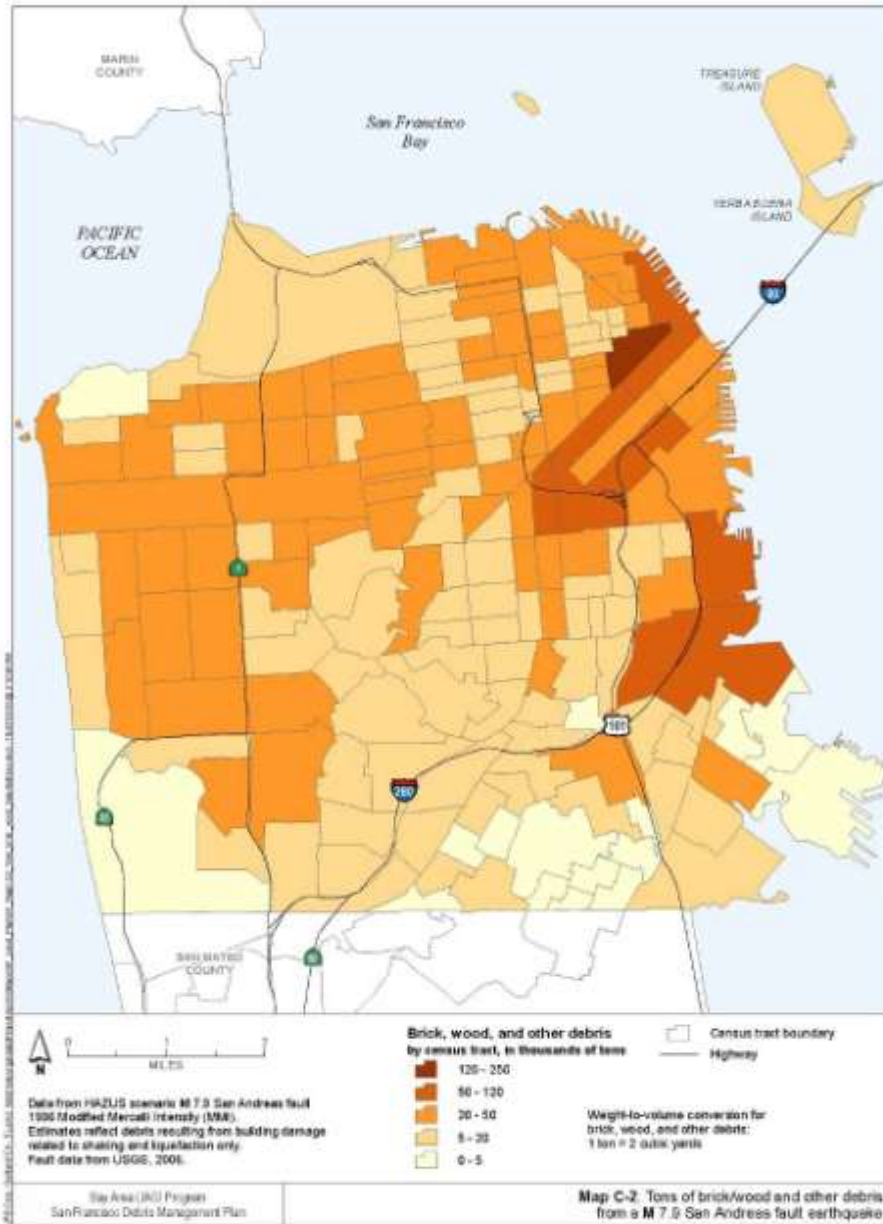 MARIN
COUNTY
TREASURE
ISLAND
San Francisco
Bay
YERBA BUENA
ISLAND
PACIFIC
OCEAN
80
1
101
280
35
SAN MATEO
COUNTY
N
0 1 2
MILES
Data from HAZUS scenario M 7.9 San Andreas fault
1906 Modified Mercalli Intensity (MMI).
Estimates reflect debris resulting from building damage
related to shaking and liquefaction only.
Fault data from USGS, 2006.
Brick, wood, and other debris
by census tract, in thousands of tons
120 - 250
50 - 120
20 - 50
5 - 20
0 - 5
Census tract boundary
Highway
Weight-to-volume conversion for
brick, wood, and other debris:
1 ton = 2 cubic yards
Bay Area UASI Program
San Francisco Debris Management Plan
Map C-2. Tons of brick/wood and other debris
from a M 7.9 San Andreas fault earthquake